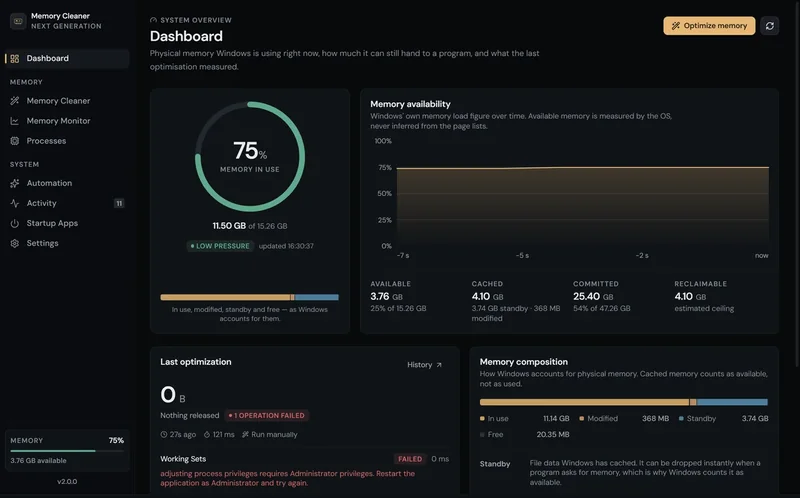 Memory Cleaner
NEXT GENERATION
Dashboard
MEMORY
Memory Cleaner
Memory Monitor
Processes
SYSTEM
Automation
Activity 11
Startup Apps
Settings
MEMORY 75%
3.76 GB available
v2.0.0
SYSTEM OVERVIEW
Dashboard
Physical memory Windows is using right now, how much it can still hand to a program, and what the last
optimisation measured.
Optimize memory
75%
MEMORY IN USE
11.50 GB of 15.26 GB
LOW PRESSURE updated 16:30:37
In use, modified, standby and free — as Windows
accounts for them.
Memory availability
Windows' own memory load figure over time. Available memory is measured by the OS,
never inferred from the page lists.
100%
75%
50%
25%
0%
-7 s -5 s -2 s now
AVAILABLE CACHED COMMITTED RECLAIMABLE
3.76 GB 4.10 GB 25.40 GB 4.10 GB
25% of 15.26 GB 3.74 GB standby · 368 MB 54% of 47.26 GB estimated ceiling
modified
Last optimization History
0 B
Nothing released 1 OPERATION FAILED
27s ago 121 ms Run manually
Working Sets FAILED 0 ms
adjusting process privileges requires Administrator privileges. Restart the
application as Administrator and try again.
Memory composition
How Windows accounts for physical memory. Cached memory counts as available,
not as used.
In use 11.14 GB Modified 368 MB Standby 3.74 GB
Free 20.35 MB
Standby File data Windows has cached. It can be dropped instantly when a
program asks for memory, which is why Windows counts it as
available.